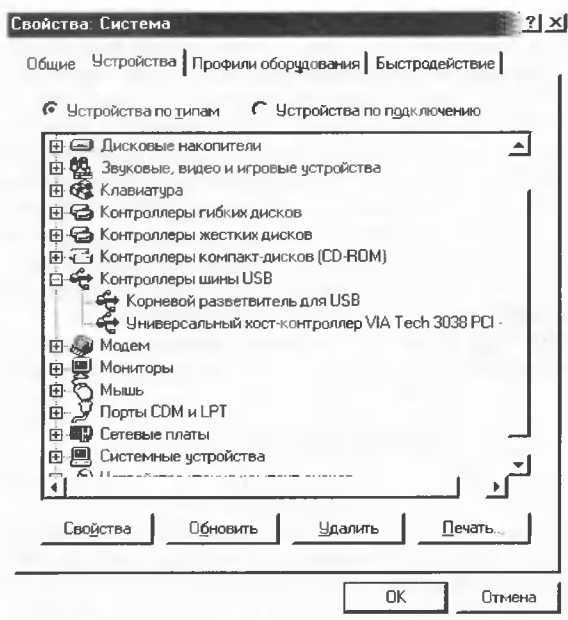 Свойства: Система
Общие Устройства Профили оборудования Быстродействие
Устройства по типам Устройства по подключению
Дисковые накопители
Звуковые, видео и игровые устройства
Клавиатура
Контроллеры гибких дисков
Контроллеры жестких дисков
Контроллеры компакт-дисков (CD-ROM)
Контроллеры шины USB
Корневой разветвитель для USB
Универсальный хост-контроллер VIA Tech 3038 PCI -
Модем
Мониторы
Мышь
Порты COM и LPT
Сетевые платы
Системные устройства
Свойства Обновить Удалить Печать...
OK Отмена